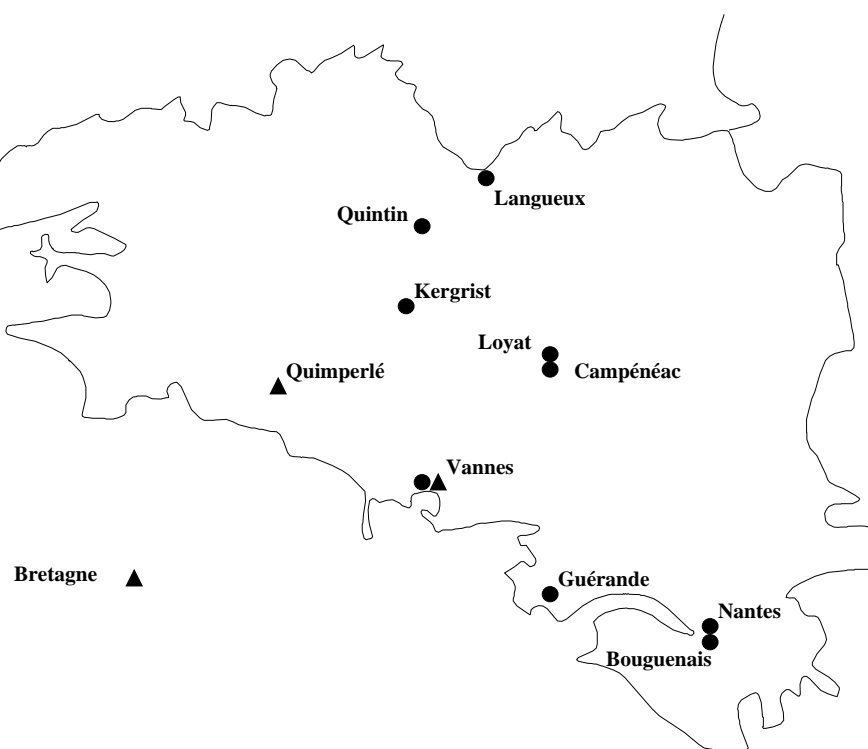 Langueux
Quintin
Kergrist
Loyat
Campénéac
Quimperlé
Vannes
Bretagne
Guérande
Nantes
Bouguenais